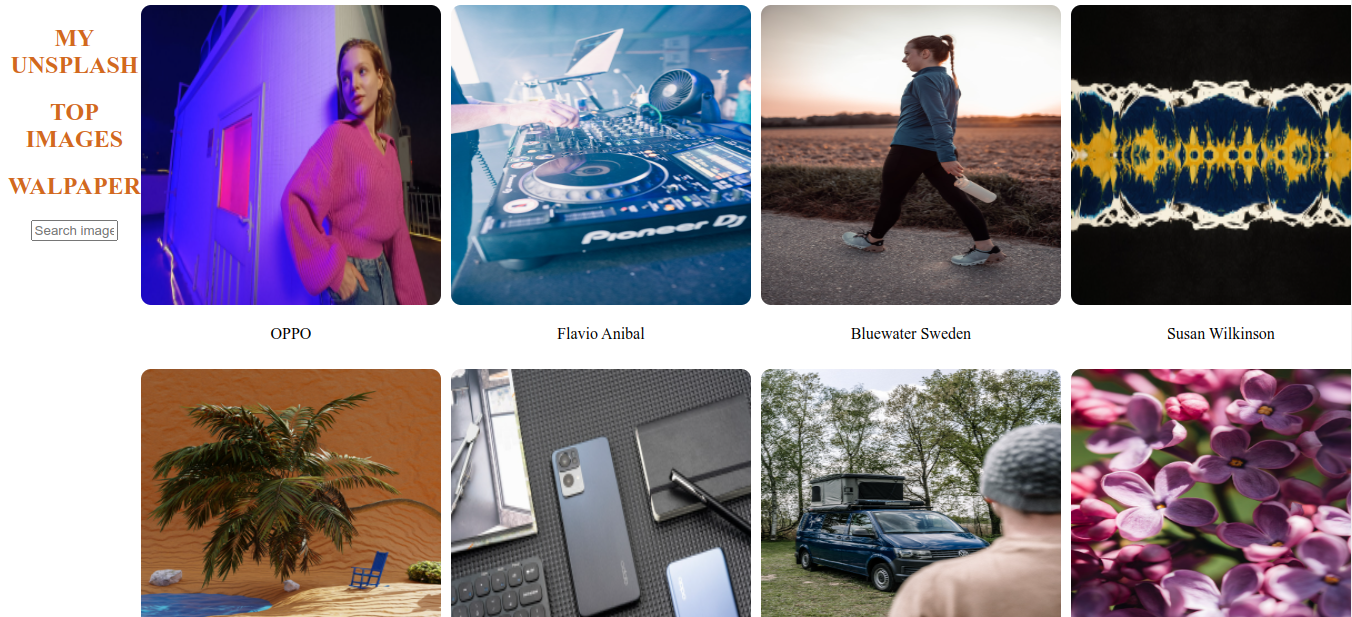 MY
UNSPLASH
TOP
IMAGES
WALPAPER
Search image
Pioneer DJ
OPPO
Flavio Anibal
Bluewater Sweden
Susan Wilkinson